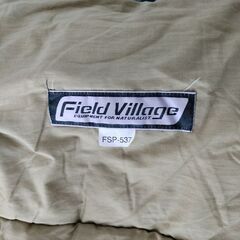 Field Village
EQUIPMENT FOR NATURALIST
FSP-537